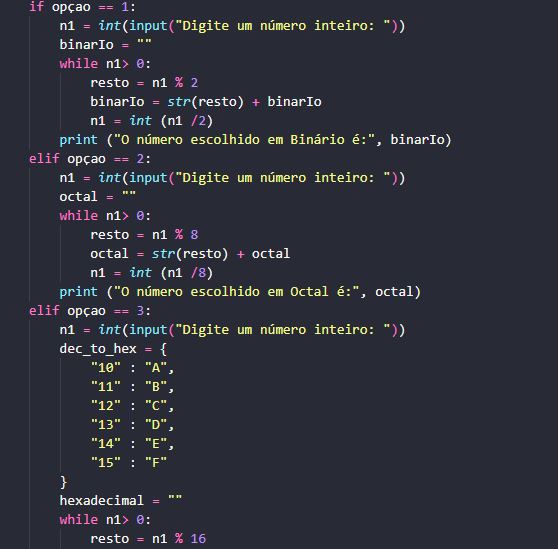 if opçao == 1:
    n1 = int(input("Digite um número inteiro: "))
    binarIo = ""
    while n1> 0:
        resto = n1 % 2
        binarIo = str(resto) + binarIo
        n1 = int (n1 /2)
    print ("O número escolhido em Binário é:", binarIo)
elif opçao == 2:
    n1 = int(input("Digite um número inteiro: "))
    octal = ""
    while n1> 0:
        resto = n1 % 8
        octal = str(resto) + octal
        n1 = int (n1 /8)
    print ("O número escolhido em Octal é:", octal)
elif opçao == 3:
    n1 = int(input("Digite um número inteiro: "))
    dec_to_hex = {
        "10" : "A",
        "11" : "B",
        "12" : "C",
        "13" : "D",
        "14" : "E",
        "15" : "F"
    }
    hexadecimal = ""
    while n1> 0:
        resto = n1 % 16